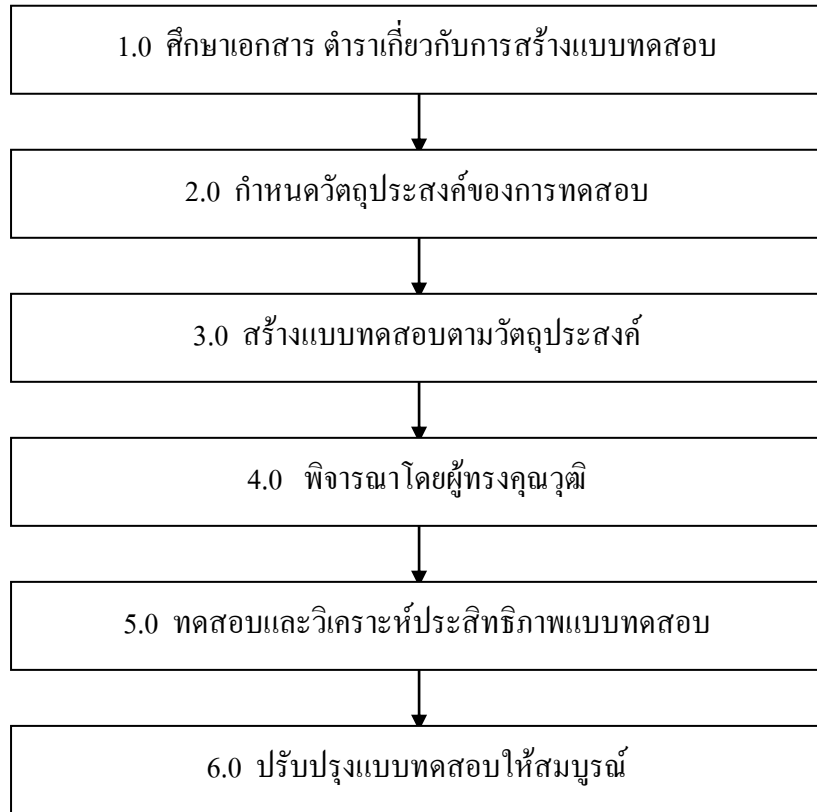 1.0 ศึกษาเอกสาร ตำราเกี่ยวกับการสร้างแบบทดสอบ
2.0 กำหนดวัตถุประสงค์ของการทดสอบ
3.0 สร้างแบบทดสอบตามวัตถุประสงค์
4.0 พิจารณาโดยผู้ทรงคุณวุฒิ
5.0 ทดสอบและวิเคราะห์ประสิทธิภาพแบบทดสอบ
6.0 ปรับปรุงแบบทดสอบให้สมบูรณ์